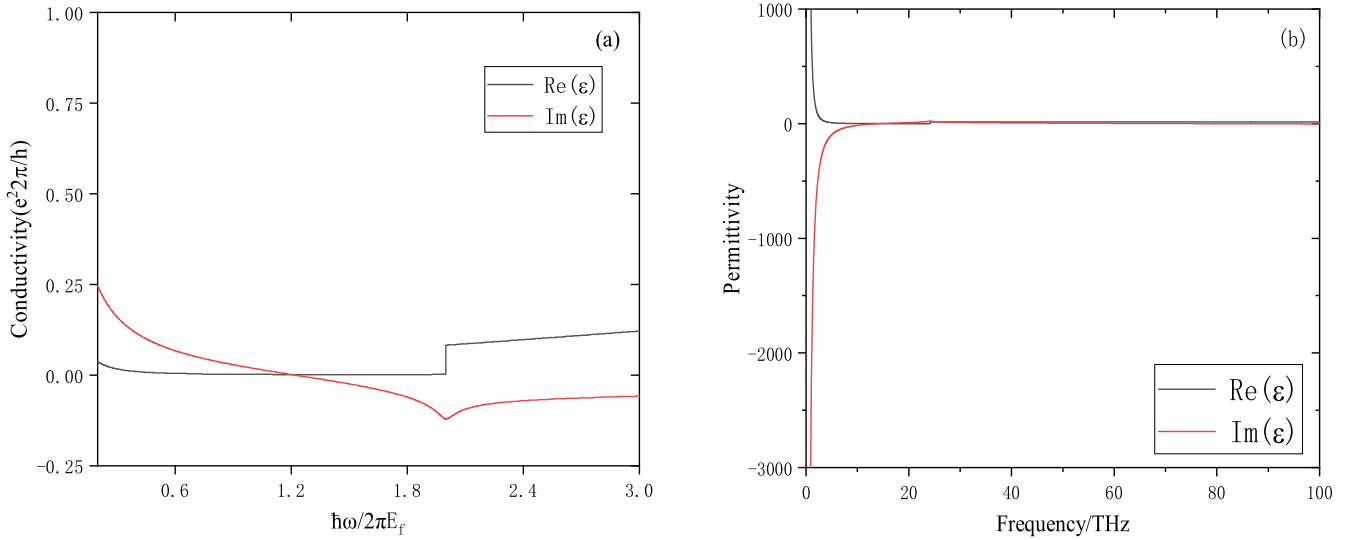 (a)
Conductivity(e²2π/h)
1.00
0.75
0.50
0.25
0.00
-0.25
Re(ε)
Im(ε)
0.6 1.2 1.8 2.4 3.0
ħω/2πE_f
(b)
Permittivity
1000
0
-1000
-2000
-3000
Re(ε)
Im(ε)
0 20 40 60 80 100
Frequency/THz